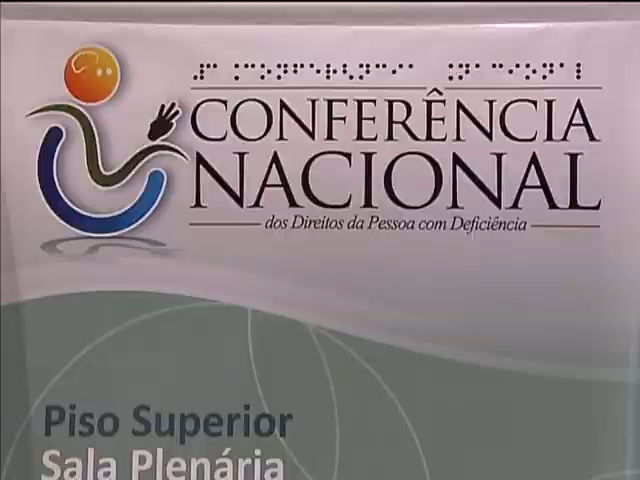 CONFERÊNCIA
NACIONAL
dos Direitos da Pessoa com Deficiência
Piso Superior
Sala Plenária